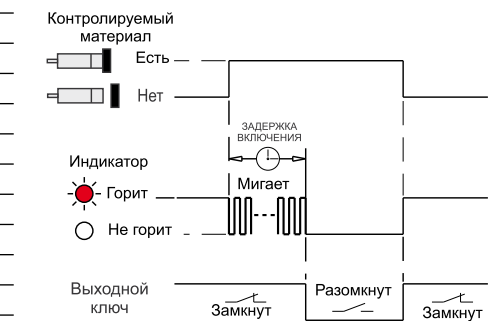 Контролируемый
материал
Есть
Нет
ЗАДЕРЖКА
ВКЛЮЧЕНИЯ
Индикатор
Мигает
Горит
Не горит
Выходной
ключ
Замкнут
Разомкнут
Замкнут